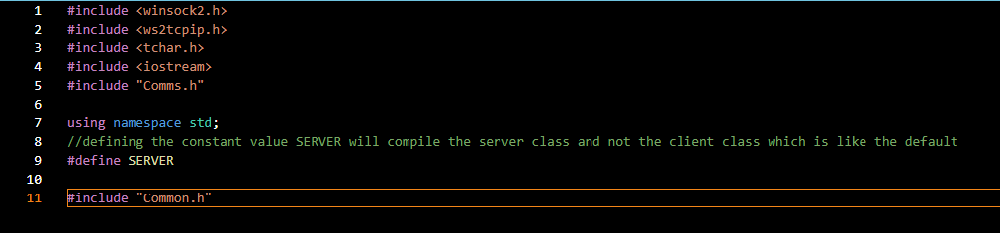 1 #include <winsock2.h>
2 #include <ws2tcpip.h>
3 #include <tchar.h>
4 #include <iostream>
5 #include "Comms.h"
6
7 using namespace std;
8 //defining the constant value SERVER will compile the server class and not the client class which is like the default
9 #define SERVER
10
11 #include "Common.h"